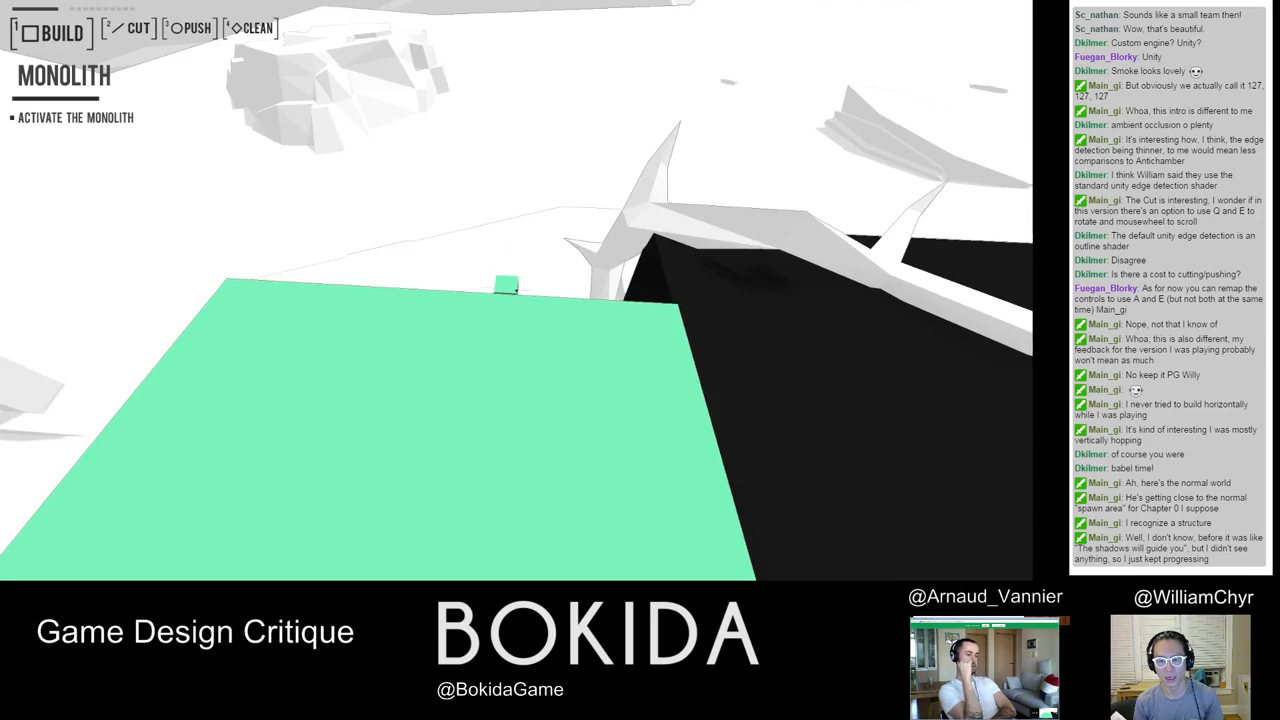 1 BUILD 2 CUT 3 PUSH 4 CLEAN
MONOLITH
ACTIVATE THE MONOLITH
Sc_nathan: Sounds like a small team then!
Sc_nathan: Wow, that's beautiful.
Dkilmer: Custom engine? Unity?
Fuegan_Blorky: Unity
Dkilmer: Smoke looks lovely
Main_gi: But obviously we actually call it 127,
127, 127
Main_gi: Whoa, this intro is different to me
Dkilmer: ambient occlusion o plenty
Main_gi: It's interesting how, I think, the edge
detection being thinner, to me would mean less
comparisons to Antichamber
Dkilmer: I think William said they use the
standard unity edge detection shader
Main_gi: The Cut is interesting, I wonder if in
this version there's an option to use Q and E to
rotate and mousewheel to scroll
Dkilmer: The default unity edge detection is an
outline shader
Dkilmer: Disagree
Dkilmer: Is there a cost to cutting/pushing?
Fuegan_Blorky: As for now you can remap the
controls to use A and E (but not both at the same
time) Main_gi
Main_gi: Nope, not that I know of
Main_gi: Whoa, this is also different, my
feedback for the version I was playing probably
won't mean as much
Main_gi: No keep it PG Willy
Main_gi:
Main_gi: I never tried to build horizontally
while I was playing
Main_gi: It's kind of interesting I was mostly
vertically hopping
Dkilmer: of course you were
Dkilmer: babel time!
Main_gi: Ah, here's the normal world
Main_gi: He's getting close to the normal
"spawn area" for Chapter 0 I suppose
Main_gi: I recognize a structure
Main_gi: Well, I don't know, before it was like
"The shadows will guide you", but I didn't see
anything, so I just kept progressing
Game Design Critique
BOKIDA
@BokidaGame
@Arnaud_Vannier
@WilliamChyr